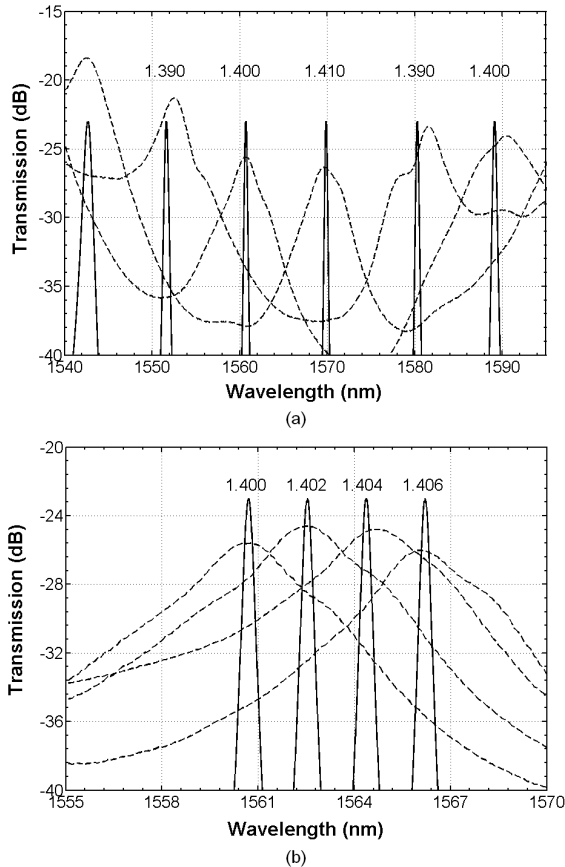 -15
-20
-25
-30
-35
-40
Transmission (dB)
1.390 1.400 1.410 1.390 1.400
1540 1550 1560 1570 1580 1590
Wavelength (nm)
(a)
-20
-24
-28
-32
-36
-40
Transmission (dB)
1.400 1.402 1.404 1.406
1555 1558 1561 1564 1567 1570
Wavelength (nm)
(b)